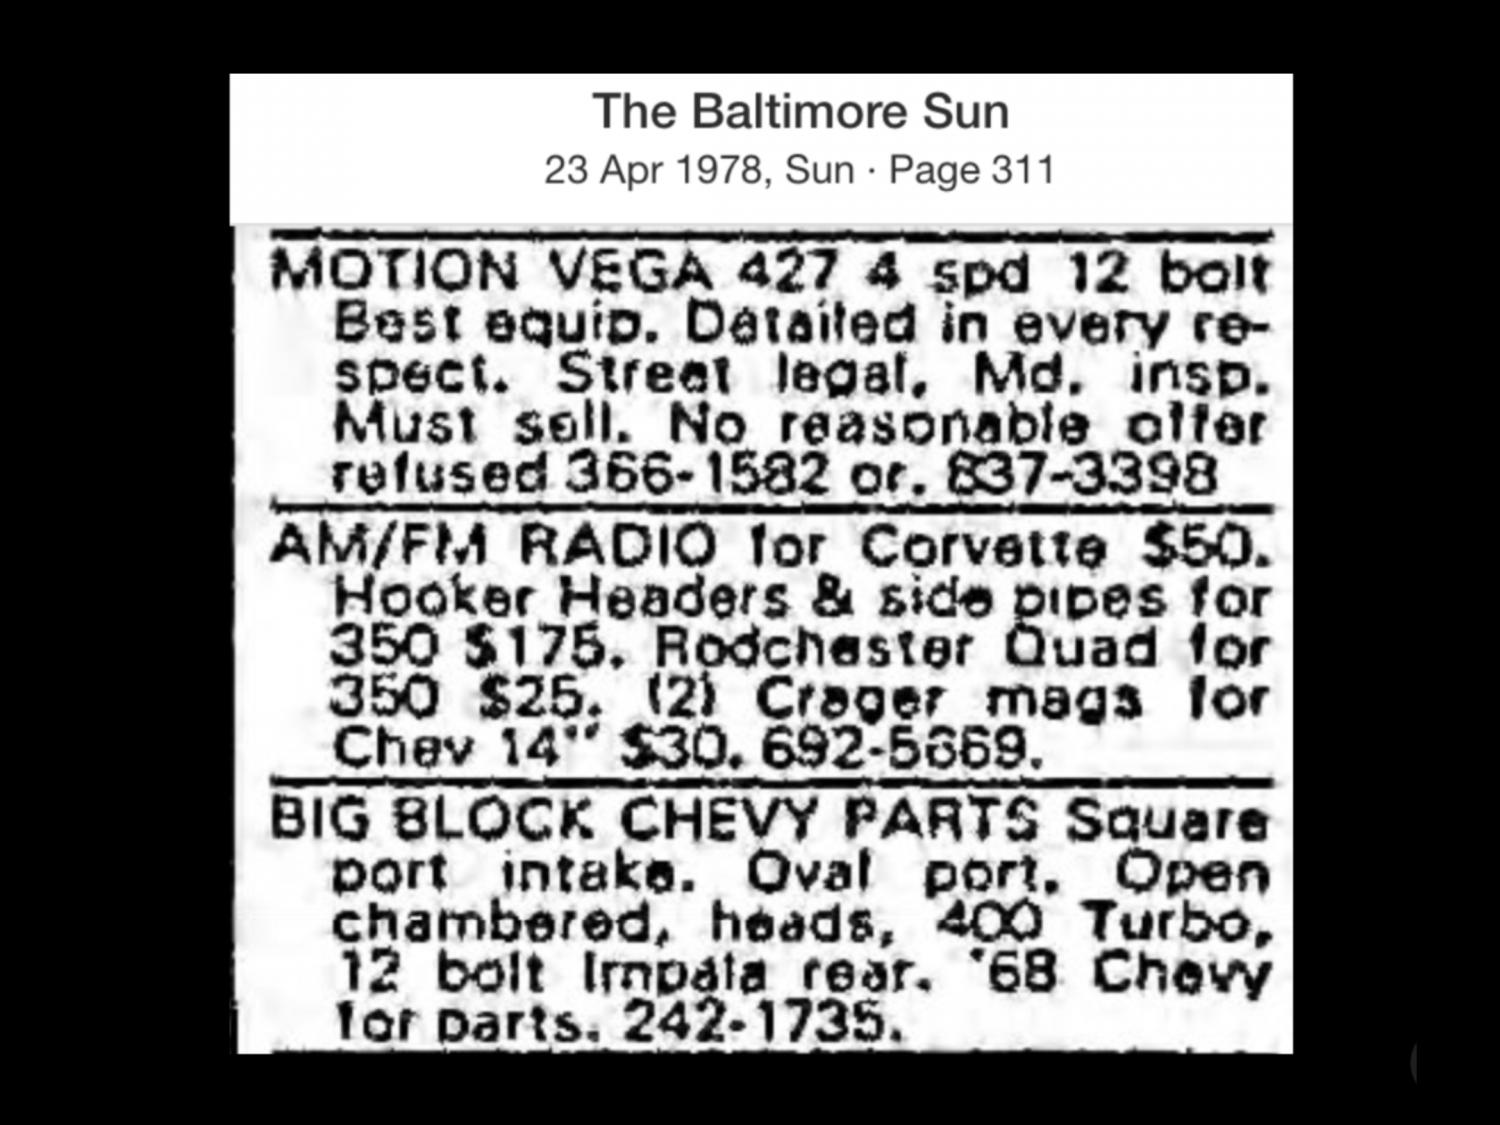 The Baltimore Sun
23 Apr 1978, Sun · Page 311
MOTION VEGA 427 4 spd 12 bolt
Best equip. Detailed in every re-
spect. Street legal, Md. insp.
Must sell. No reasonable offer
refused 366-1582 or. 837-3398
AM/FM RADIO for Corvette $50.
Hooker Headers & side pipes for
350 $175. Rodchester Quad for
350 $25. (2) Crager mags for
Chev 14" $30. 692-5669.
BIG BLOCK CHEVY PARTS Square
port intake. Oval port. Open
chambered, heads, 400 Turbo,
12 bolt Impala rear. '68 Chevy
for parts. 242-1735.